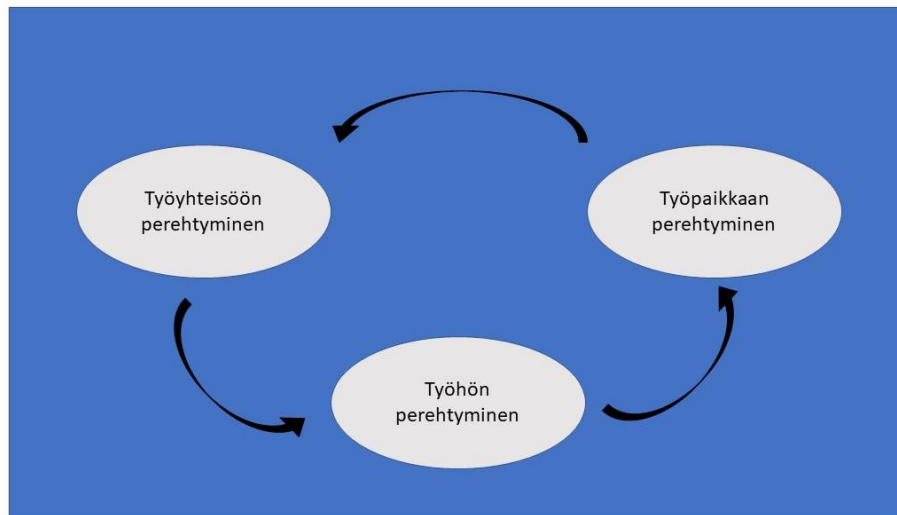 Työyhteisöön
perehtyminen
Työpaikkaan
perehtyminen
Työhön
perehtyminen